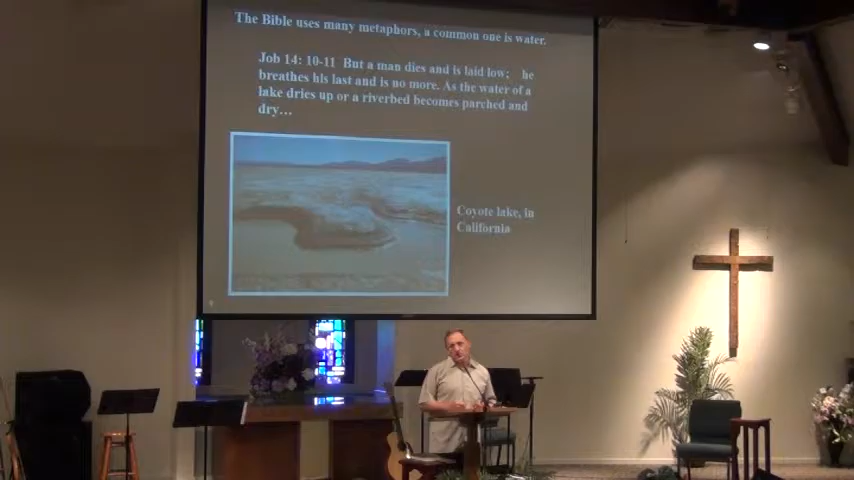 The Bible uses many metaphors, a common one is water.
Job 14: 10-11 But a man dies and is laid low; he
breathes his last and is no more. As the water of a
lake dries up or a riverbed becomes parched and
dry…
Coyote lake, in
California